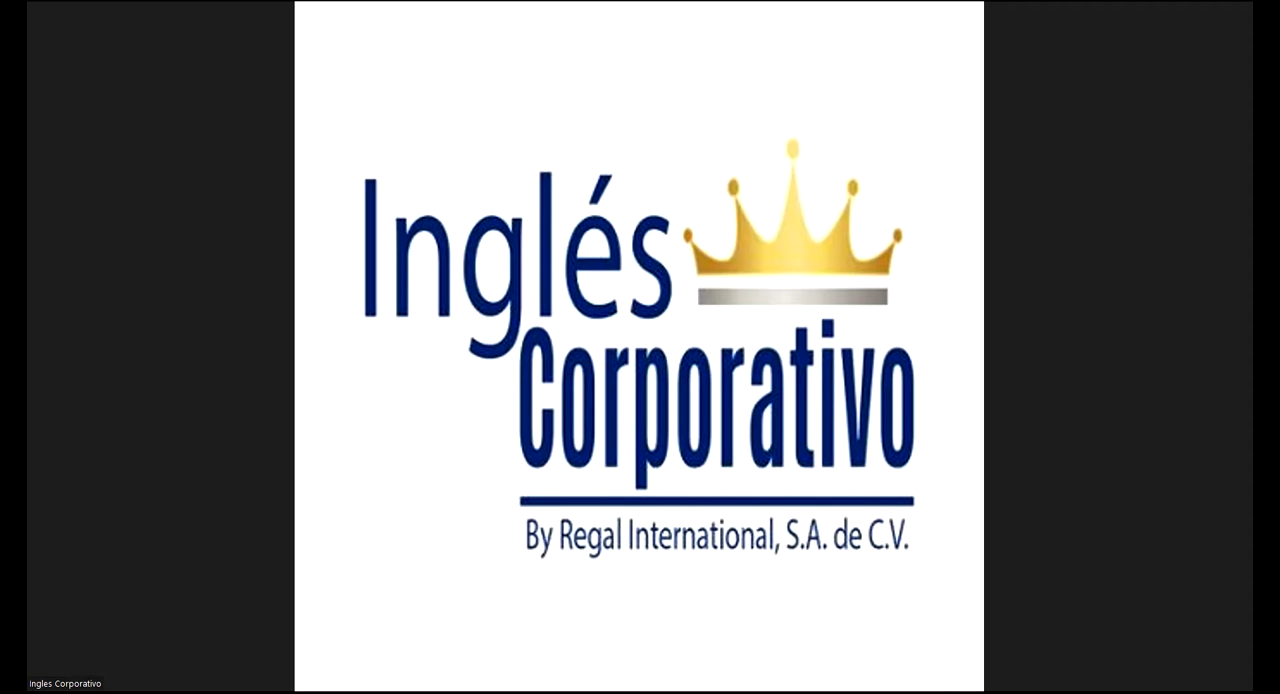 Inglés
Corporativo
By Regal International, S.A. de C.V.
Ingles Corporativo